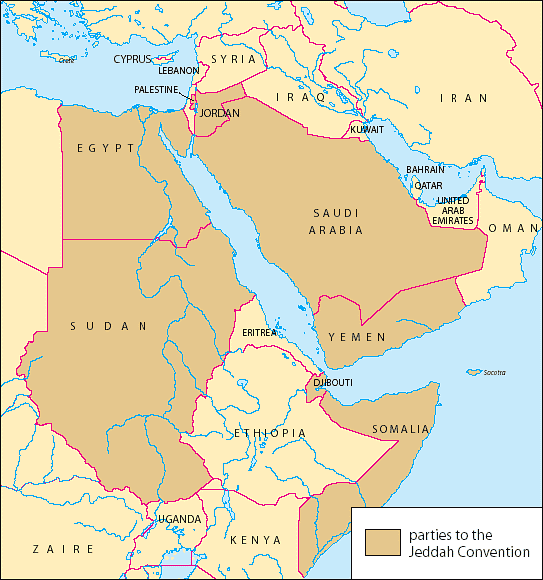 Crete
CYPRUS
SYRIA
LEBANON
PALESTINE
IRAQ
IRAN
JORDAN
KUWAIT
EGYPT
BAHRAIN
QATAR
UNITED
ARAB
EMIRATES
SAUDI
ARABIA
OMAN
SUDAN
ERITREA
YEMEN
Socotra
DJIBOUTI
SOMALIA
ETHIOPIA
UGANDA
KENYA
ZAIRE
parties to the
Jeddah Convention